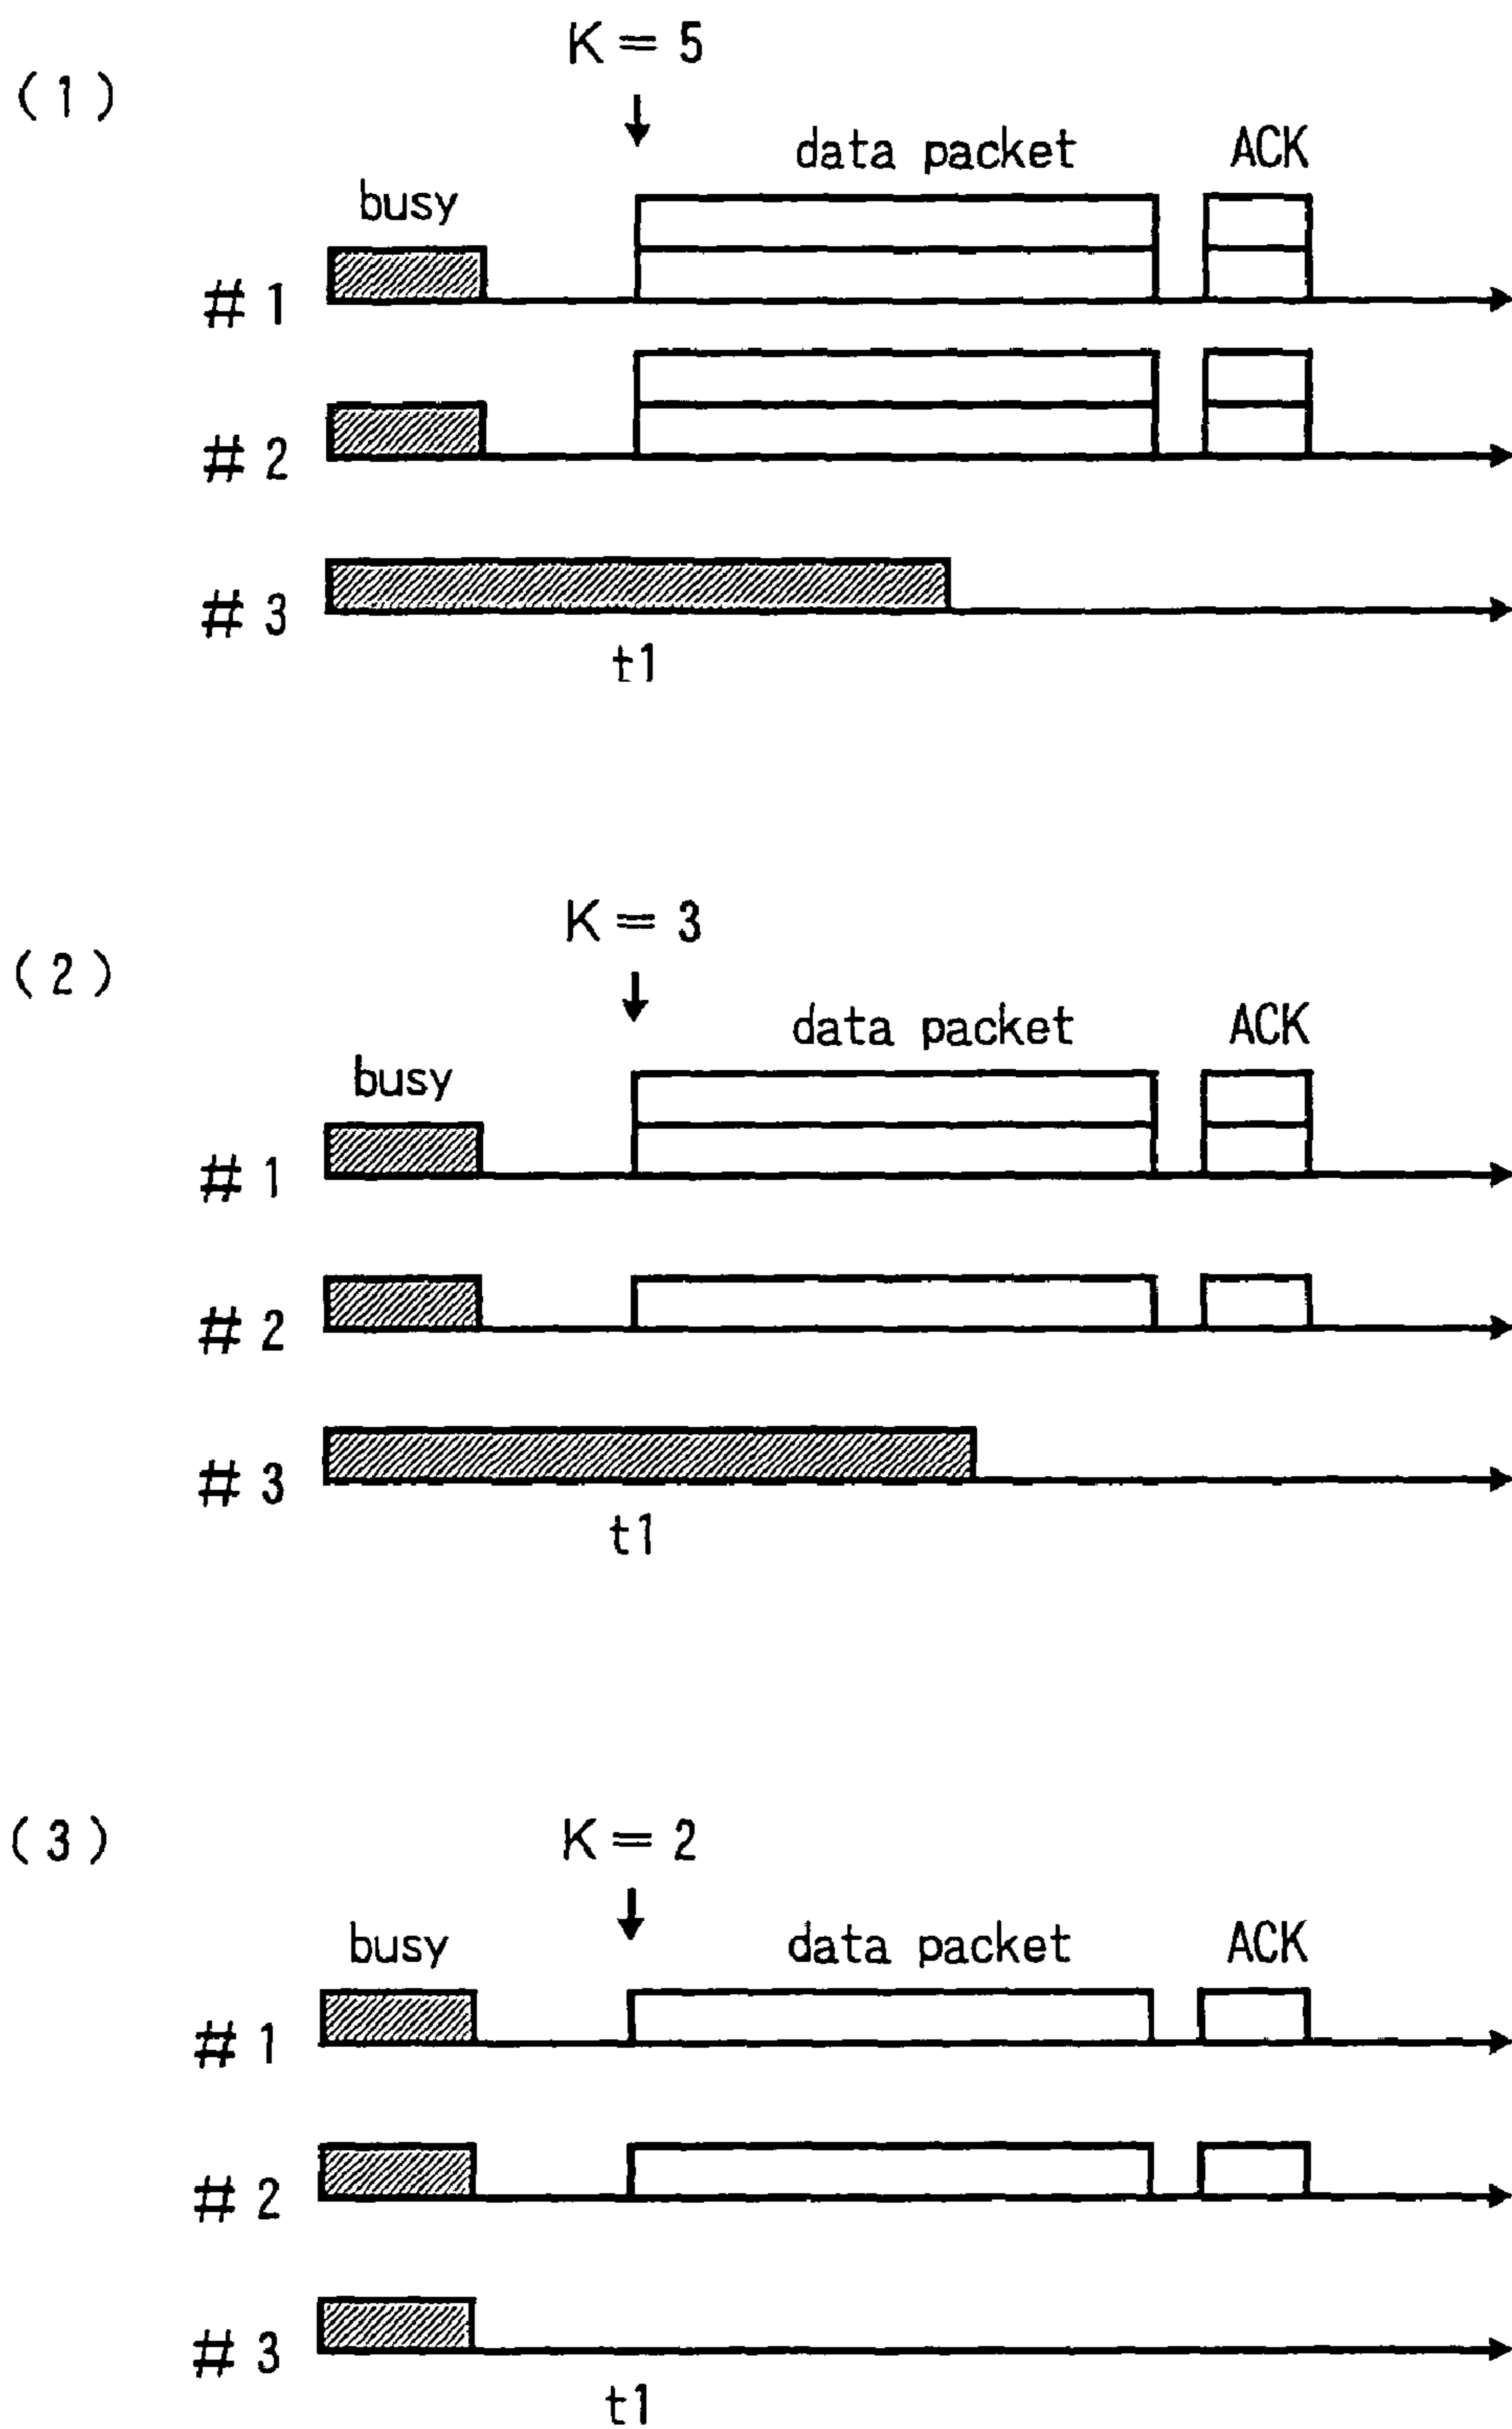 (1)
K = 5
data packet
ACK
busy
# 1
# 2
# 3
t1
(2)
K = 3
data packet
ACK
busy
# 1
# 2
# 3
t1
(3)
K = 2
busy
data packet
ACK
# 1
# 2
# 3
t1